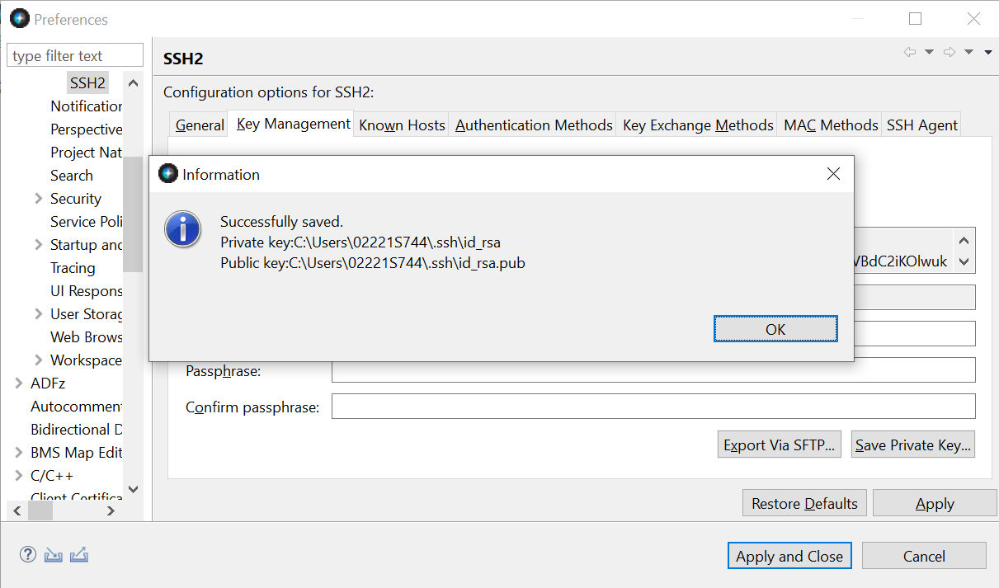 Preferences
type filter text
SSH2
Notification
Perspective
Project Nat
Search
Security
Service Poli
Startup and
Tracing
UI Respons
User Storag
Web Brows
Workspace
ADFz
Autocomment
Bidirectional D
BMS Map Edit
C/C++
Client Certifica
SSH2
Configuration options for SSH2:
General Key Management Known Hosts Authentication Methods Key Exchange Methods MAC Methods SSH Agent
Information
Successfully saved.
Private key:C:\Users\02221S744\.ssh\id_rsa
Public key:C:\Users\02221S744\.ssh\id_rsa.pub
OK
VBdC2iKOlwuk
Passphrase:
Confirm passphrase:
Export Via SFTP... Save Private Key...
Restore Defaults Apply
Apply and Close Cancel